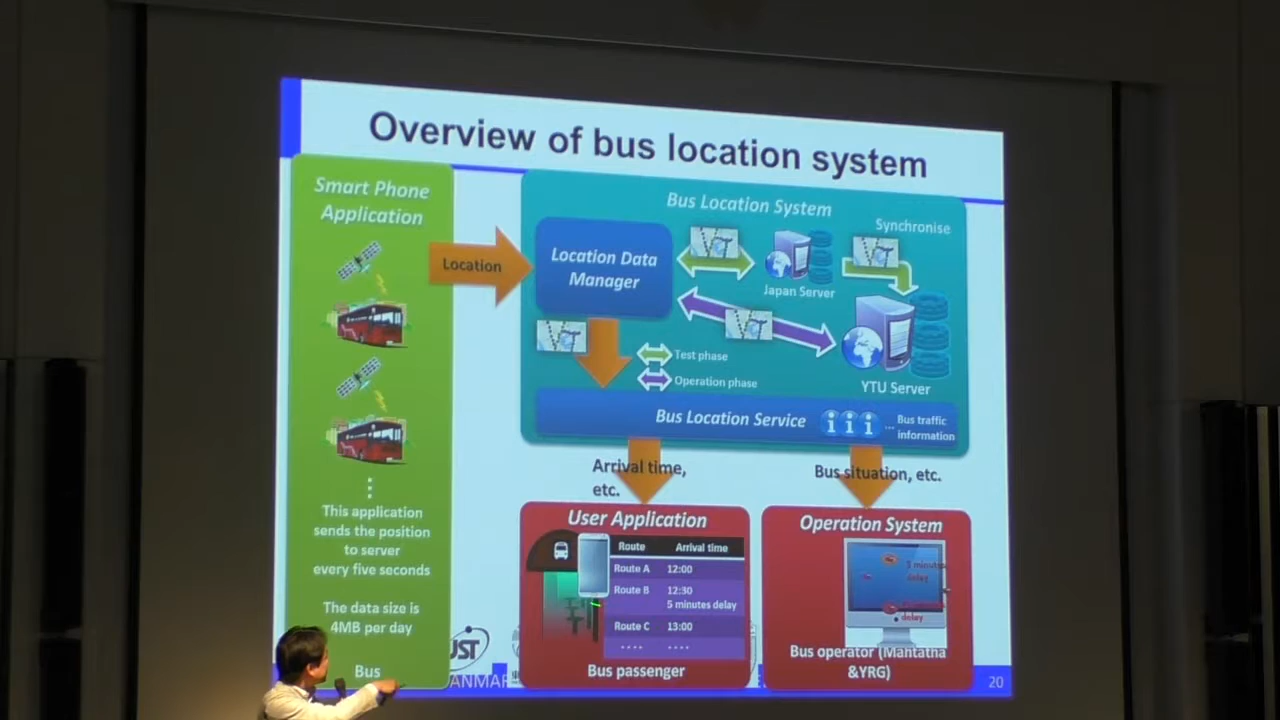 Overview of bus location system
Smart Phone
Application
This application
sends the position
to server
every five seconds
The data size is
4MB per day
Bus
Location
Bus Location System
Location Data
Manager
Synchronise
Japan Server
YTU Server
Test phase
Operation phase
Bus Location Service
iii
... Bus traffic
information
Arrival time,
etc.
Bus situation, etc.
User Application
Route Arrival time
Route A 12:00
Route B 12:30
5 minutes delay
Route C 13:00
.... ....
Bus passenger
Operation System
delay
delay
Bus operator (Mahtatha
&YRG)
20